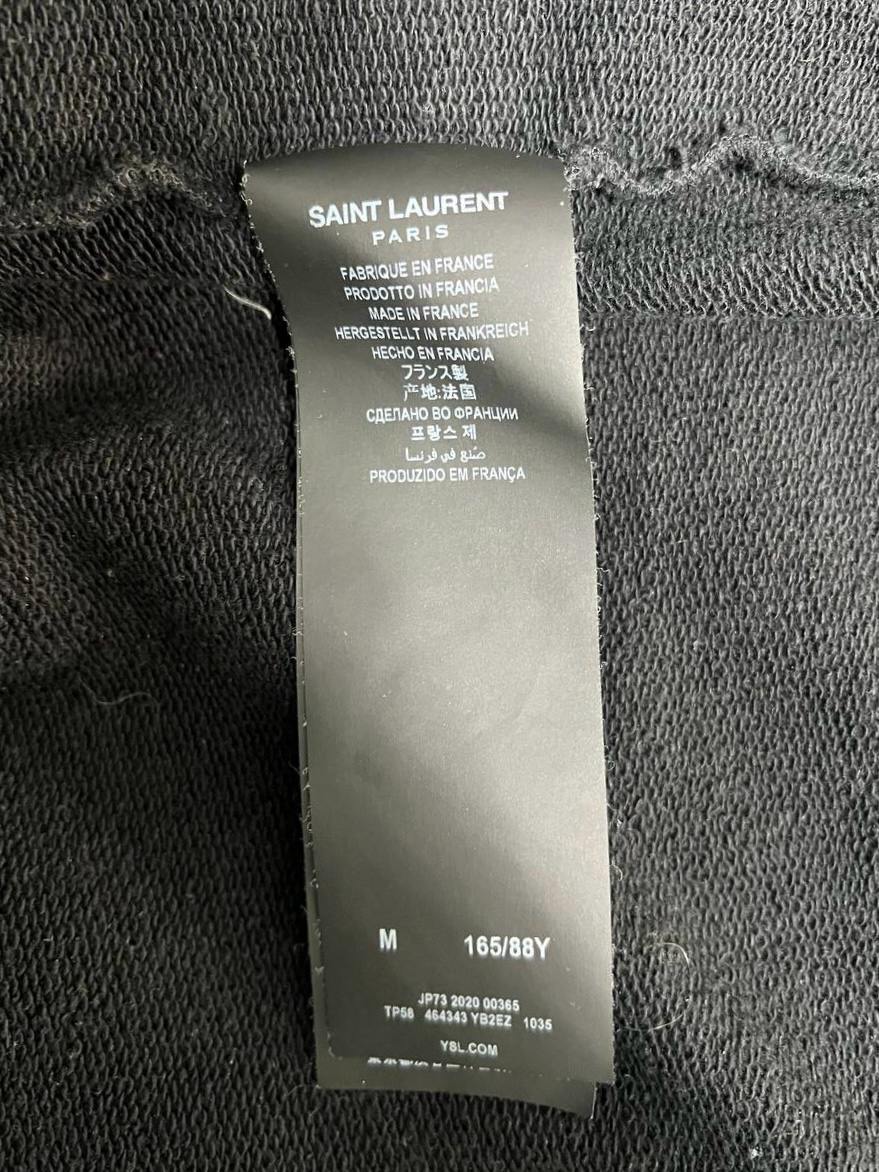 SAINT LAURENT
PARIS
FABRIQUE EN FRANCE
PRODOTTO IN FRANCIA
MADE IN FRANCE
HERGESTELLT IN FRANKREICH
HECHO EN FRANCIA
フランス製
产地:法国
СДЕЛАНО ВО ФРАНЦИИ
프랑스 제
صنع في فرنسا
PRODUZIDO EM FRANÇA
M 165/88Y
JP73 2020 00365
TP58 464343 YB2EZ 1035
YSL.COM